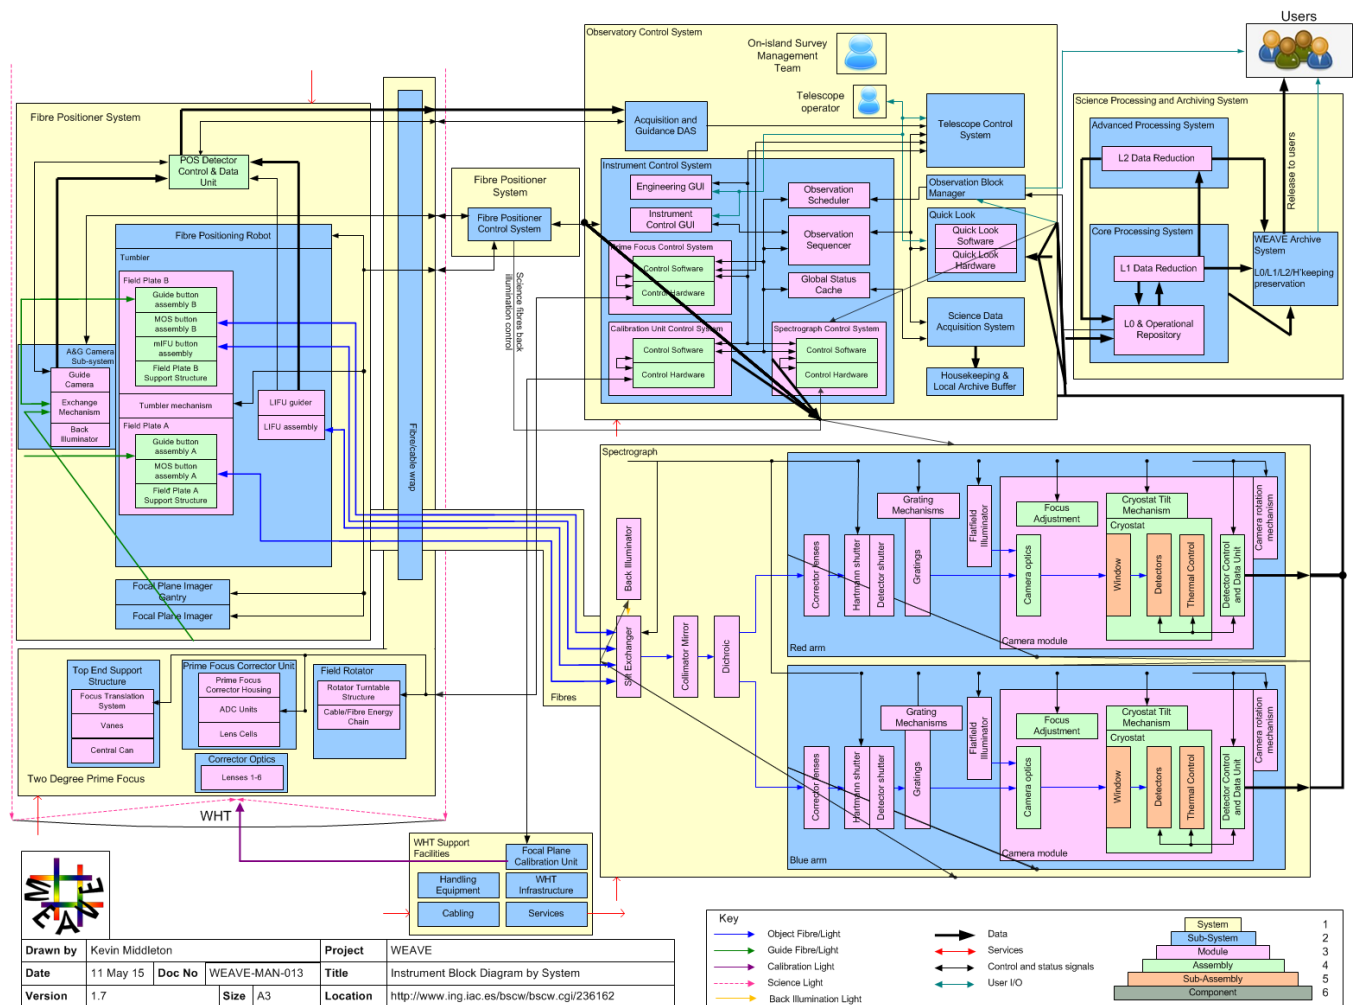 Users
Observatory Control System
On-island Survey
Management
Team
Telescope
operator
Acquisition and
Guidance DAS
Telescope Control
System
Instrument Control System
Engineering GUI
Instrument
Control GUI
Observation
Scheduler
Observation
Sequencer
Global Status
Cache
Observation Block
Manager
Quick Look
Quick Look
Software
Quick Look
Hardware
Science Data
Acquisition System
Housekeeping &
Local Archive Buffer
Prime Focus Control System
Control Software
Control Hardware
Calibration Unit Control System
Control Software
Control Hardware
Spectrograph Control System
Control Software
Control Hardware
Science Processing and Archiving System
Advanced Processing System
L2 Data Reduction
Core Processing System
L1 Data Reduction
L0 & Operational
Repository
Release to users
WEAVE Archive
System
L0/L1/L2/H'keeping
preservation
Fibre Positioner System
POS Detector
Control & Data
Unit
Fibre Positioner
System
Fibre Positioner
Control System
Science fibres back
illumination control
Fibre Positioning Robot
Tumbler
Field Plate B
Guide button
assembly B
MOS button
assembly B
mIFU button
assembly
Field Plate B
Support Structure
Tumbler mechanism
Field Plate A
Guide button
assembly A
MOS button
assembly A
Field Plate A
Support Structure
A&G Camera
Sub-system
Guide
Camera
Exchange
Mechanism
Back
Illuminator
LIFU guider
LIFU assembly
Fibre/cable wrap
Focal Plane Imager
Gantry
Focal Plane Imager
Top End Support
Structure
Focus Translation
System
Vanes
Central Can
Prime Focus Corrector Unit
Prime Focus
Corrector Housing
ADC Units
Lens Cells
Field Rotator
Rotator Turntable
Structure
Cable/Fibre Energy
Chain
Corrector Optics
Lenses 1-6
Two Degree Prime Focus
WHT
Fibres
Spectrograph
Back Illuminator
Slit Exchanger
Collimator Mirror
Dichroic
Corrector lenses
Hartmann shutter
Detector shutter
Grating
Mechanisms
Gratings
Flatfield
Illuminator
Focus
Adjustment
Camera optics
Cryostat Tilt
Mechanism
Cryostat
Window
Detectors
Thermal Control
Detector Control
and Data Unit
Camera rotation
mechanism
Camera module
Red arm
Corrector lenses
Hartmann shutter
Detector shutter
Grating
Mechanisms
Gratings
Flatfield
Illuminator
Focus
Adjustment
Camera optics
Cryostat Tilt
Mechanism
Cryostat
Window
Detectors
Thermal Control
Detector Control
and Data Unit
Camera rotation
mechanism
Camera module
Blue arm
WHT Support
Facilities
Focal Plane
Calibration Unit
Handling
Equipment
WHT
Infrastructure
Cabling
Services
WEAVE
Drawn by Kevin Middleton Project WEAVE
Date 11 May 15 Doc No WEAVE-MAN-013 Title Instrument Block Diagram by System
Version 1.7 Size A3 Location http://www.ing.iac.es/bscw/bscw.cgi/236162
Key
Object Fibre/Light
Guide Fibre/Light
Calibration Light
Science Light
Back Illumination Light
Data
Services
Control and status signals
User I/O
System 1
Sub-System 2
Module 3
Assembly 4
Sub-Assembly 5
Component 6